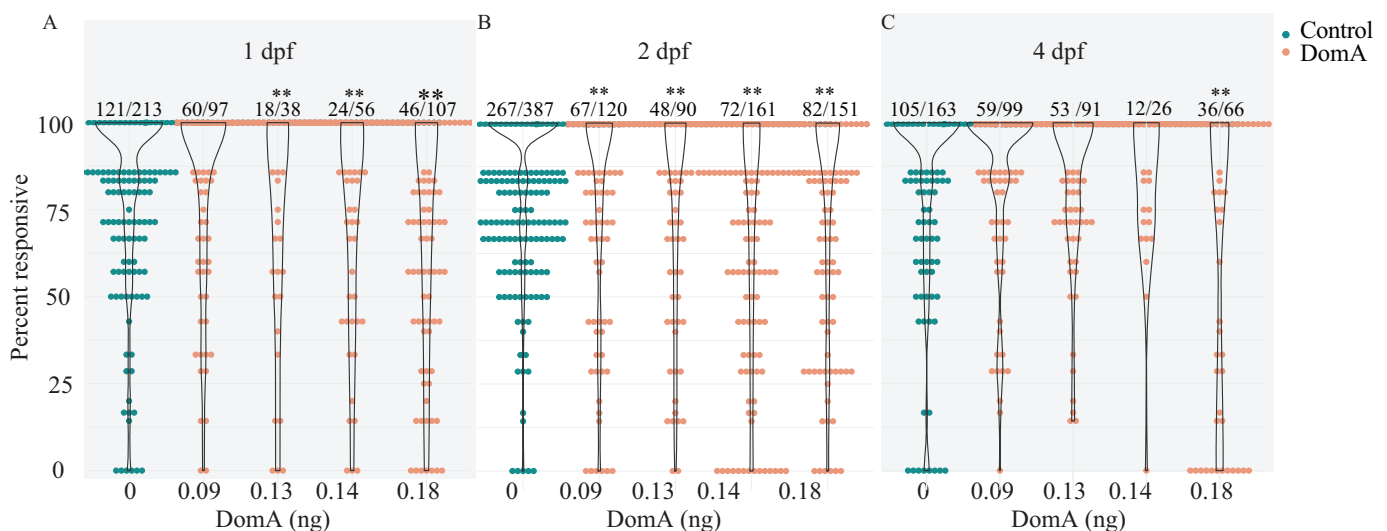 A
1 dpf
B
2 dpf
C
4 dpf
Control
DomA
** ** **
121/213 60/97 18/38 24/56 46/107
** ** ** **
267/387 67/120 48/90 72/161 82/151
**
105/163 59/99 53 /91 12/26 36/66
Percent responsive
100
75
50
25
0
0 0.09 0.13 0.14 0.18
DomA (ng)
0 0.09 0.13 0.14 0.18
DomA (ng)
0 0.09 0.13 0.14 0.18
DomA (ng)